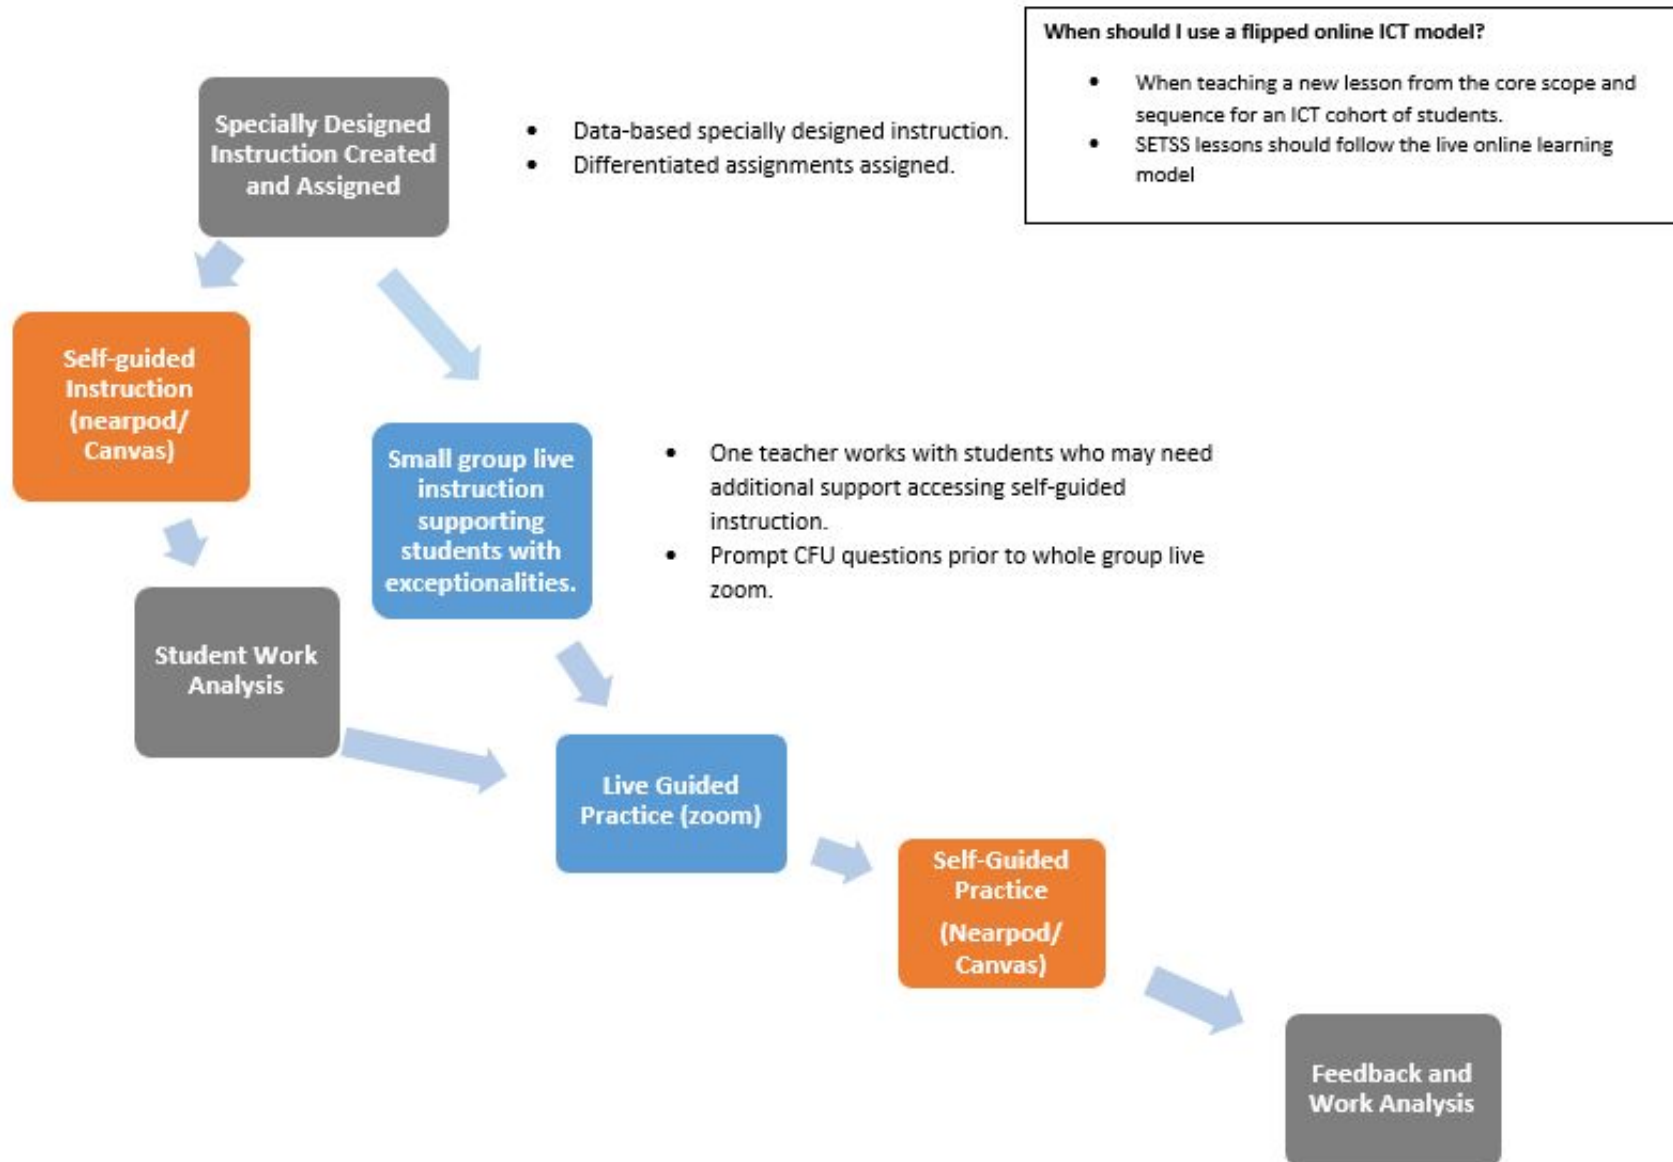 When should I use a flipped online ICT model?
• When teaching a new lesson from the core scope and
sequence for an ICT cohort of students.
• SETSS lessons should follow the live online learning
model
Specially Designed
Instruction Created
and Assigned
• Data-based specially designed instruction.
• Differentiated assignments assigned.
Self-guided
Instruction
(nearpod/
Canvas)
Small group live
instruction
supporting
students with
exceptionalities.
• One teacher works with students who may need
additional support accessing self-guided
instruction.
• Prompt CFU questions prior to whole group live
zoom.
Student Work
Analysis
Live Guided
Practice (zoom)
Self-Guided
Practice
(Nearpod/
Canvas)
Feedback and
Work Analysis